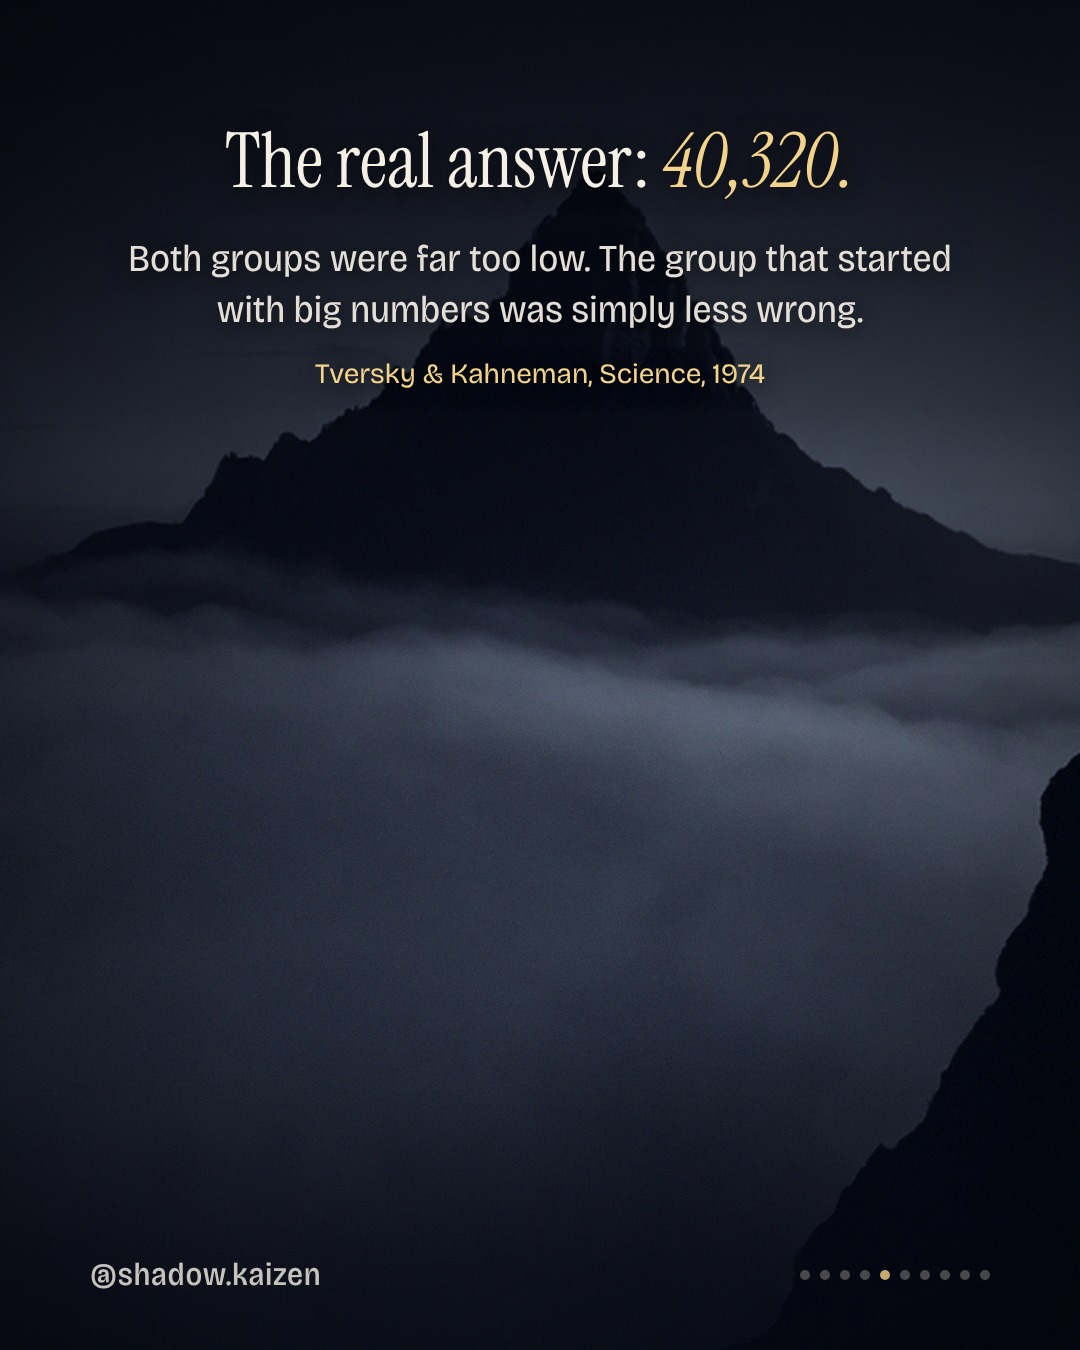 The real answer: 40,320.
Both groups were far too low. The group that started
with big numbers was simply less wrong.
Tversky & Kahneman, Science, 1974
@shadow.kaizen